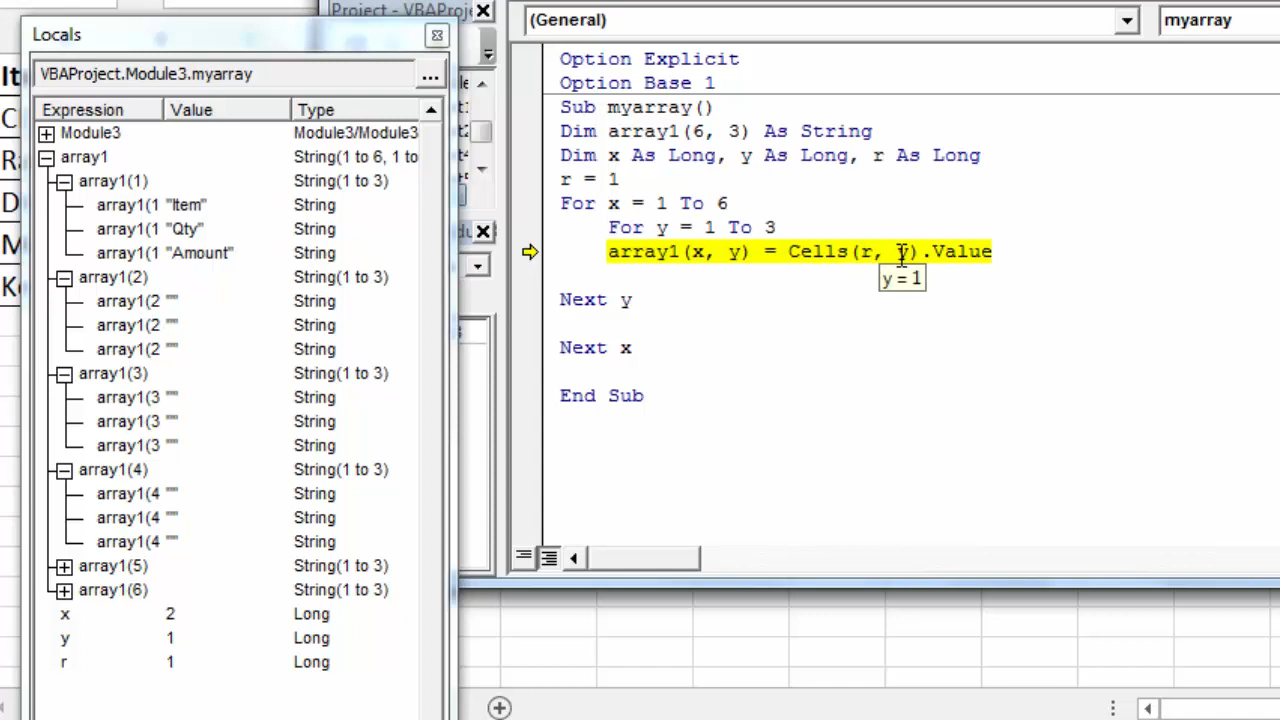 Project - VBAProje
Locals
(General)
myarray
VBAProject.Module3.myarray
...
Expression Value Type
Module3 Module3/Module3
array1 String(1 to 6, 1 to
array1(1) String(1 to 3)
array1(1 "Item" String
array1(1 "Qty" String
array1(1 "Amount" String
array1(2) String(1 to 3)
array1(2 "" String
array1(2 "" String
array1(2 "" String
array1(3) String(1 to 3)
array1(3 "" String
array1(3 "" String
array1(3 "" String
array1(4) String(1 to 3)
array1(4 "" String
array1(4 "" String
array1(4 "" String
array1(5) String(1 to 3)
array1(6) String(1 to 3)
x 2 Long
y 1 Long
r 1 Long
Option Explicit
Option Base 1
Sub myarray()
Dim array1(6, 3) As String
Dim x As Long, y As Long, r As Long
r = 1
For x = 1 To 6
For y = 1 To 3
array1(x, y) = Cells(r, y).Value
y = 1
Next y
Next x
End Sub